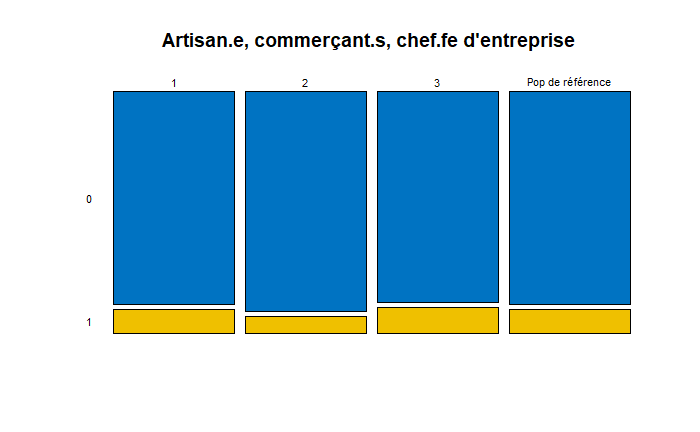 Artisan.e, commerçant.s, chef.fe d'entreprise
1 2 3 Pop de référence
0
1